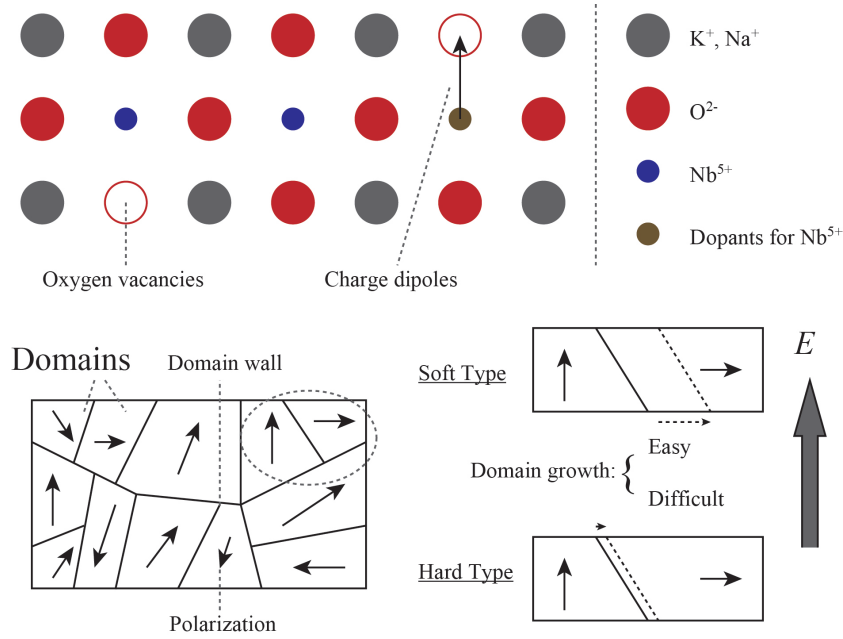 K⁺, Na⁺
O²⁻
Nb⁵⁺
Dopants for Nb⁵⁺
Oxygen vacancies
Charge dipoles
Domains
Domain wall
Polarization
Soft Type
E
Easy
Domain growth: {
Difficult
Hard Type